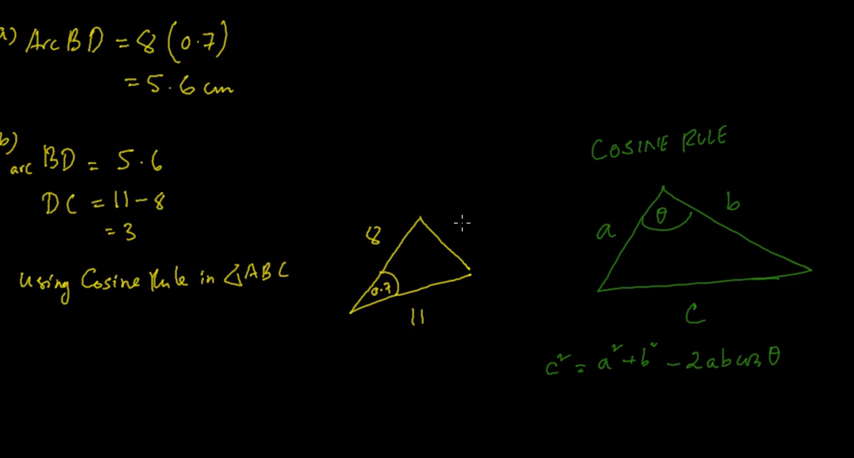 a) Arc BD = 8 (0.7)
= 5.6 cm
b)
arc BD = 5.6
DC = 11 - 8
= 3
Using Cosine Rule in △ABC
8
0.7
11
COSINE RULE
θ
a
b
c
c² = a² + b² - 2ab cos θ